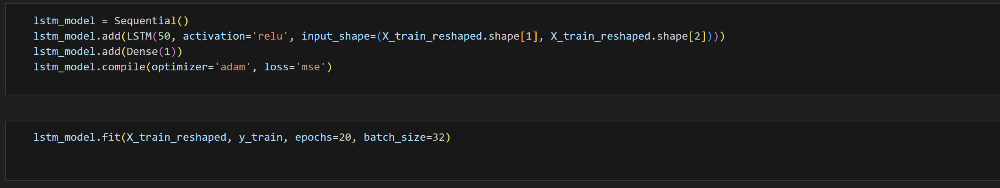 lstm_model = Sequential()
lstm_model.add(LSTM(50, activation='relu', input_shape=(X_train_reshaped.shape[1], X_train_reshaped.shape[2])))
lstm_model.add(Dense(1))
lstm_model.compile(optimizer='adam', loss='mse')
lstm_model.fit(X_train_reshaped, y_train, epochs=20, batch_size=32)